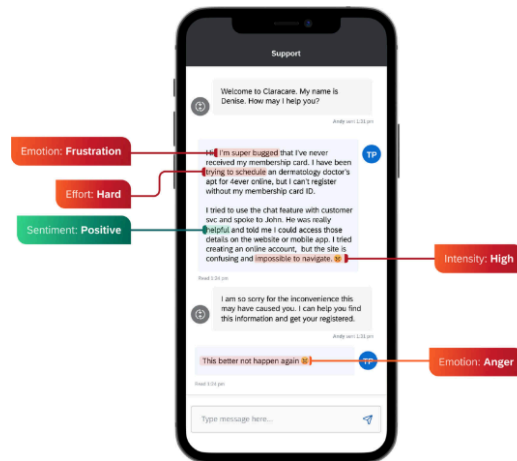 Support
Welcome to Claracare. My name is
Denise. How may I help you?
Andy sent 1:31 pm
TP
Hi, I'm super bugged that I've never
received my membership card. I have been
trying to schedule an dermatology doctor's
apt for 4ever online, but I can't register
without my membership card ID.
I tried to use the chat feature with customer
svc and spoke to John. He was really
helpful and told me I could access those
details on the website or mobile app. I tried
creating an online account, but the site is
confusing and impossible to navigate.
Read 1:31 pm
I am so sorry for the inconvenience this
may have caused you. I can help you find
this information and get your registered.
Andy sent 1:31 pm
This better not happen again
TP
Read 1:31 pm
Type message here...
Emotion: Frustration
Effort: Hard
Sentiment: Positive
Intensity: High
Emotion: Anger